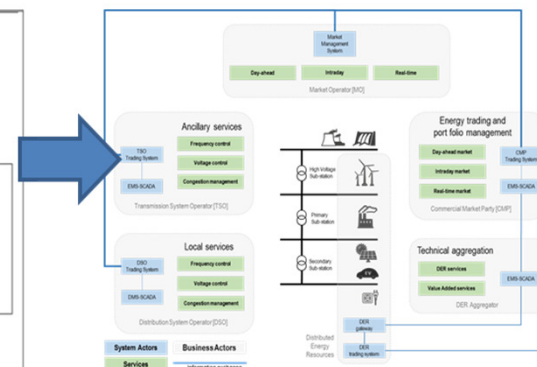 Market
Management
System
Day-ahead
Intraday
Real-time
Market Operator [MO]
Ancillary services
TSO
Trading System
EMS-SCADA
Frequency control
Voltage control
Congestion management
Transmission System Operator [TSO]
Local services
DSO
Trading System
DMS-SCADA
Frequency control
Voltage control
Congestion management
Distribution System Operator [DSO]
System Actors
Business Actors
Services
Information exchange
High Voltage
Sub-station
Primary
Sub-station
Secondary
Sub-station
Distributed
Energy
Resources
DER
gateway
DER
trading system
Energy trading and
port folio management
Day-ahead market
Intraday market
Real-time market
CMP
Trading System
EMS-SCADA
Commercial Market Party [CMP]
Technical aggregation
DER services
Value Added services
EMS-SCADA
DER Aggregator